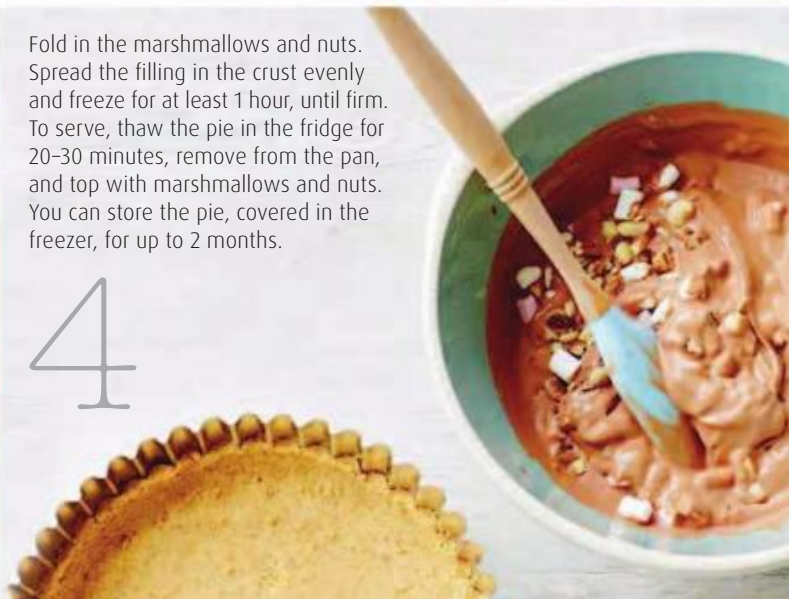 Fold in the marshmallows and nuts.
Spread the filling in the crust evenly
and freeze for at least 1 hour, until firm.
To serve, thaw the pie in the fridge for
20–30 minutes, remove from the pan,
and top with marshmallows and nuts.
You can store the pie, covered in the
freezer, for up to 2 months.
4